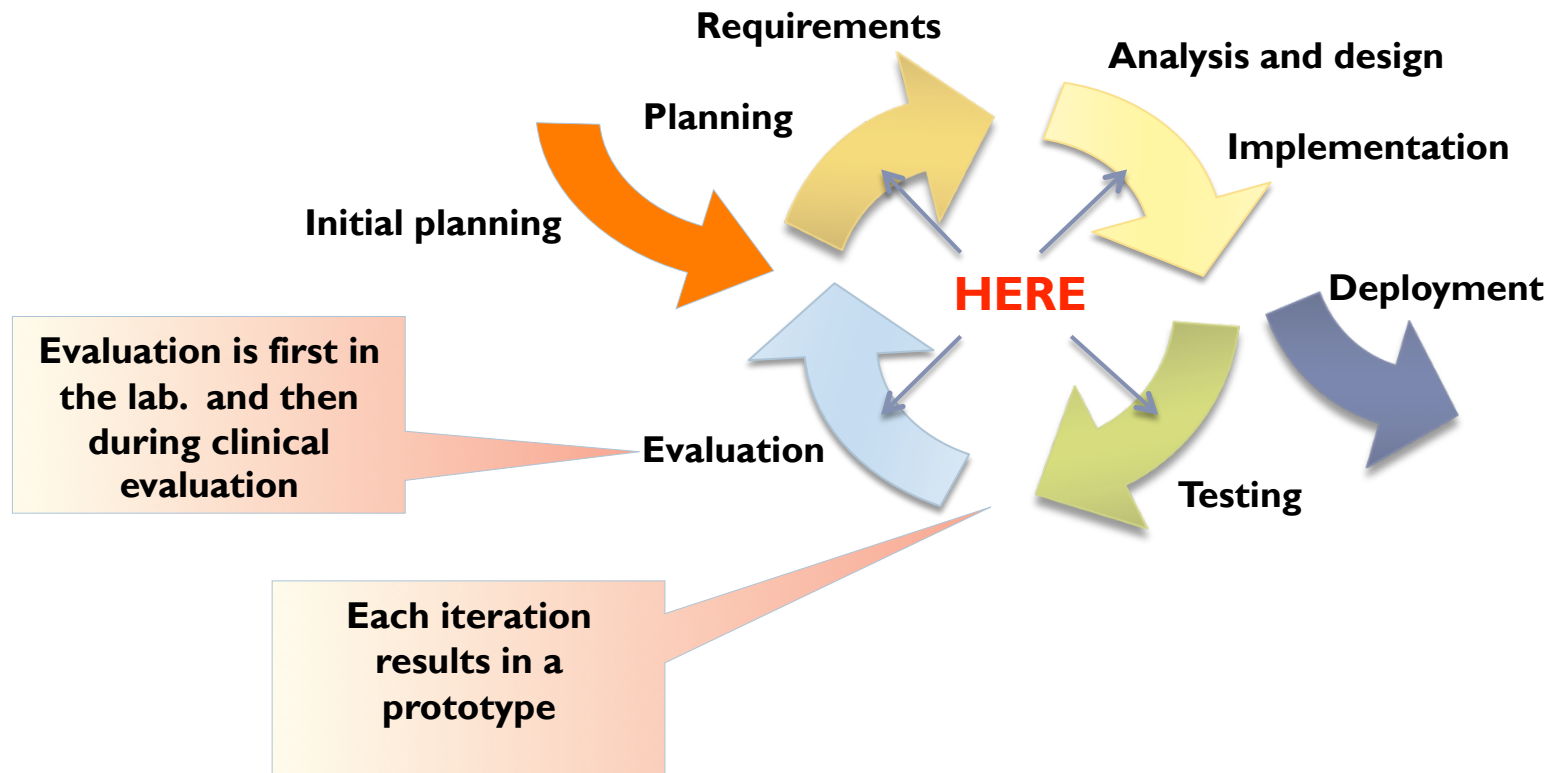 Requirements
Analysis and design
Planning
Implementation
Initial planning
HERE
Deployment
Evaluation is first in
the lab.  and then
during clinical
evaluation
Evaluation
Testing
Each iteration
results in a
prototype